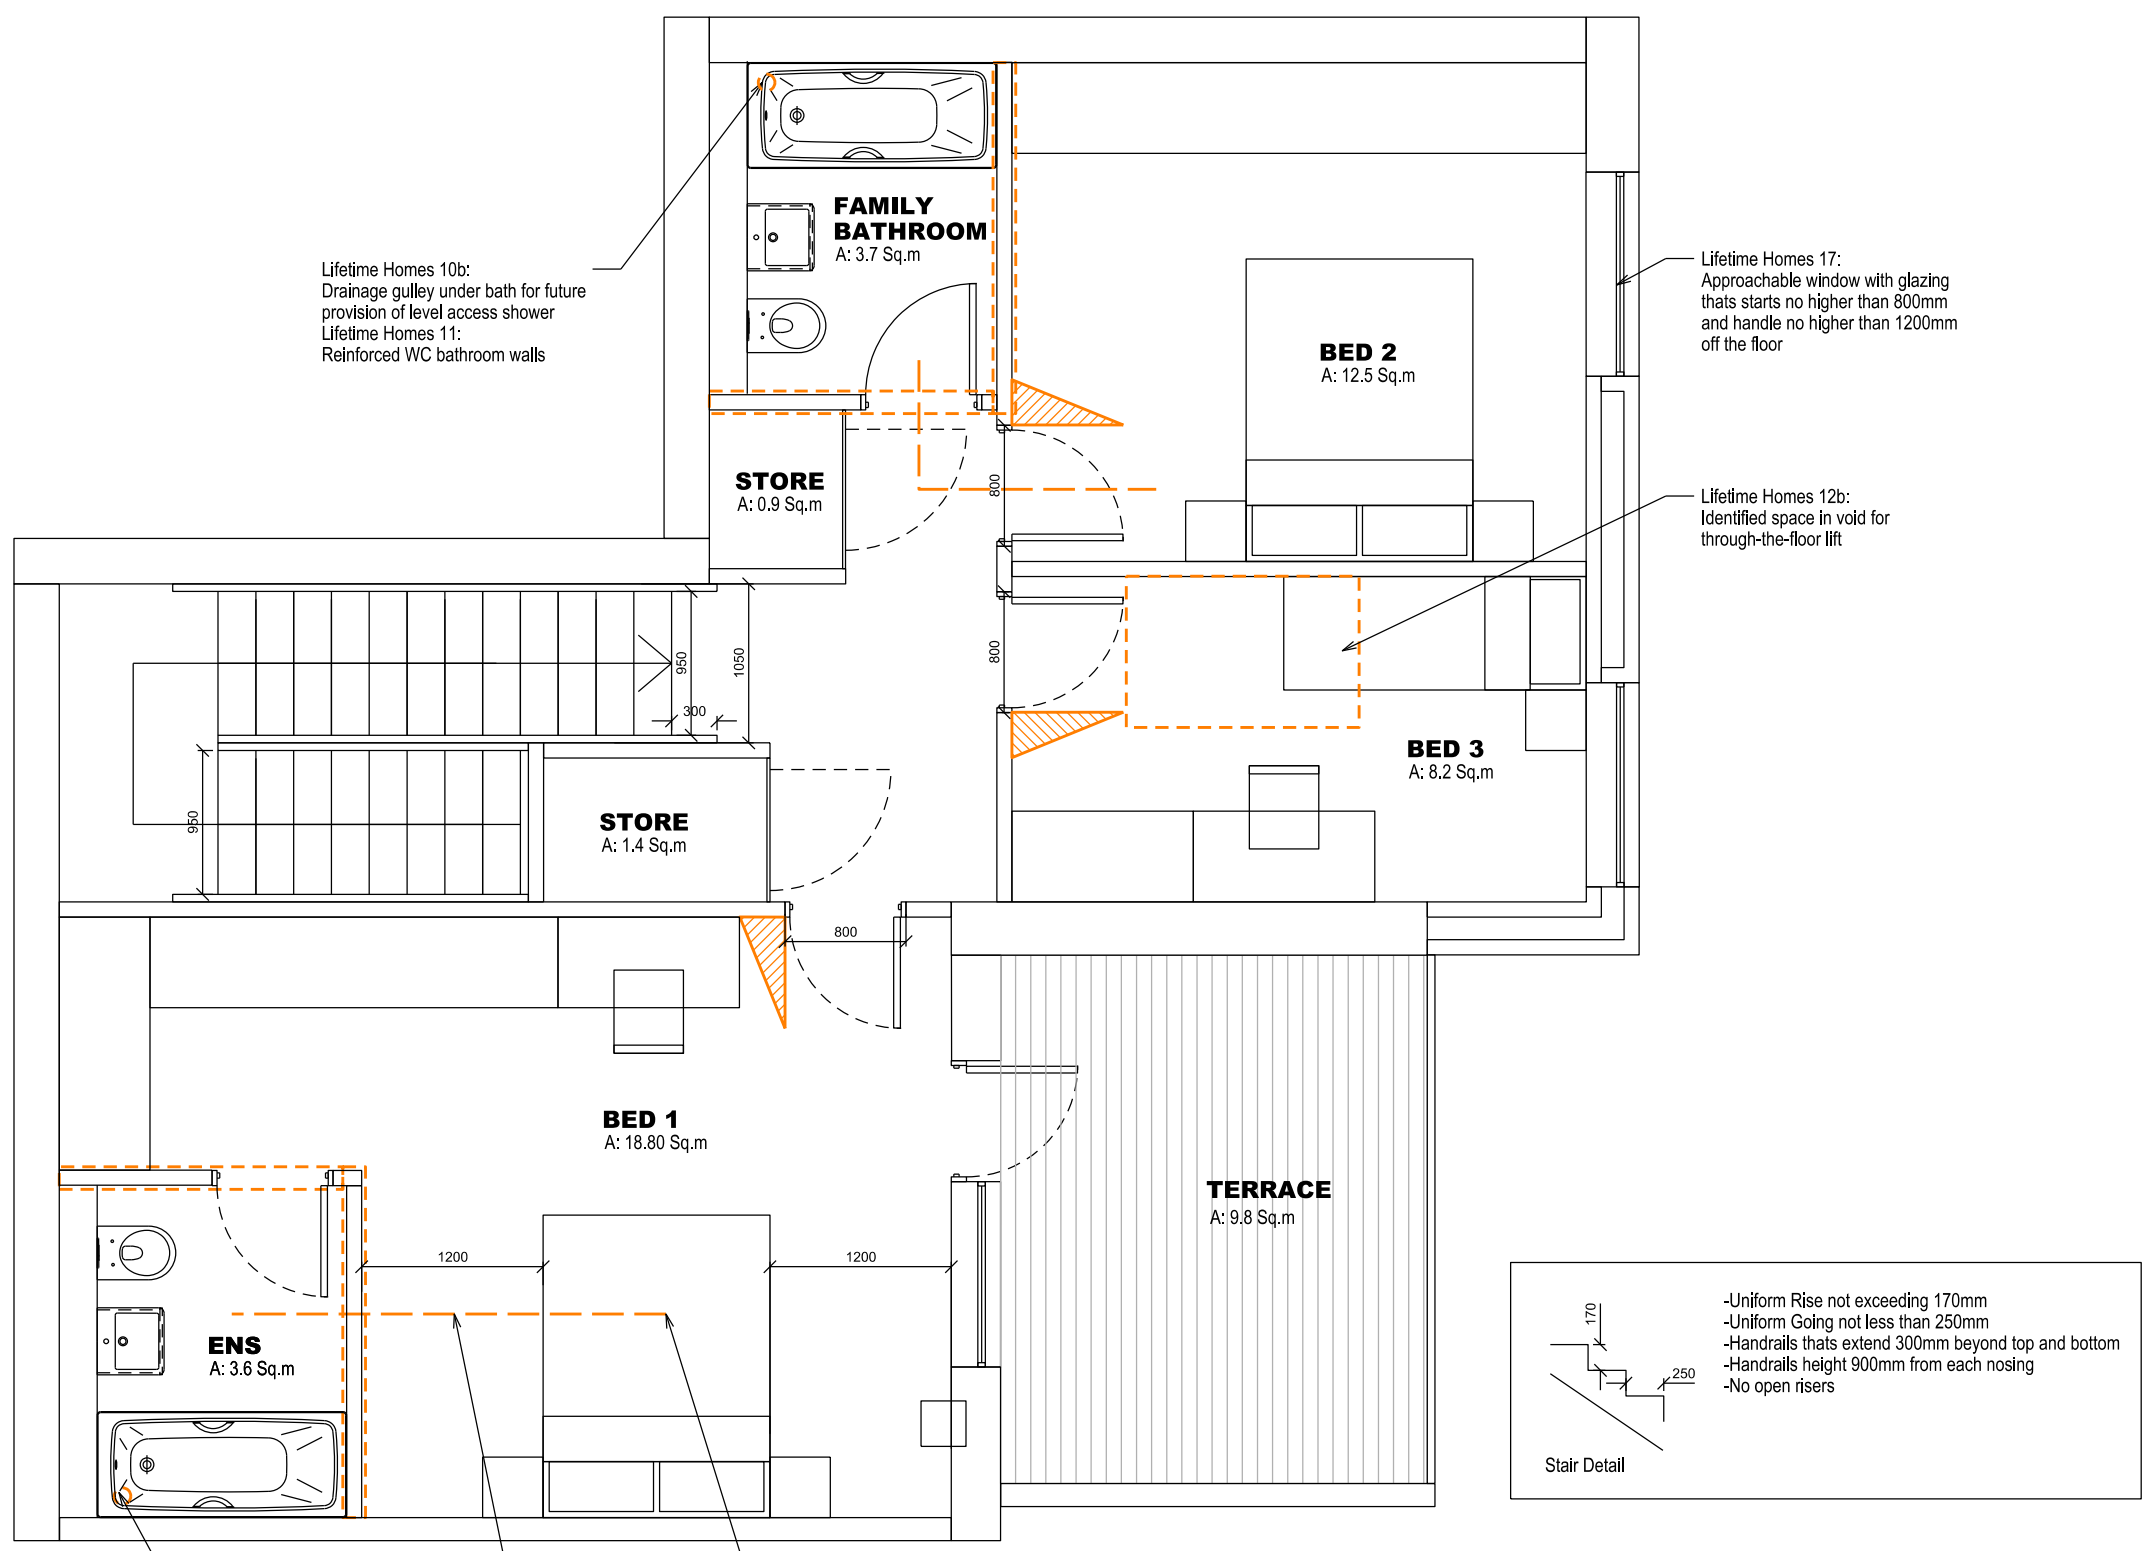 FAMILY
BATHROOM
A: 3.7 Sq.m
Lifetime Homes 10b:
Drainage gulley under bath for future
provision of level access shower
Lifetime Homes 11:
Reinforced WC bathroom walls
Lifetime Homes 17:
Approachable window with glazing
thats starts no higher than 800mm
and handle no higher than 1200mm
off the floor
BED 2
A: 12.5 Sq.m
STORE
A: 0.9 Sq.m
800
Lifetime Homes 12b:
Identified space in void for
through-the-floor lift
950
1050
800
300
BED 3
A: 8.2 Sq.m
950
STORE
A: 1.4 Sq.m
800
BED 1
A: 18.80 Sq.m
TERRACE
A: 9.8 Sq.m
1200
1200
ENS
A: 3.6 Sq.m
170
250
-Uniform Rise not exceeding 170mm
-Uniform Going not less than 250mm
-Handrails thats extend 300mm beyond top and bottom
-Handrails height 900mm from each nosing
-No open risers
Stair Detail